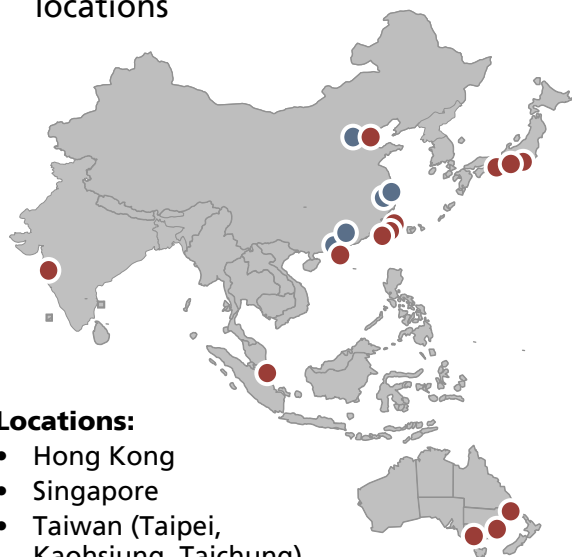 locations
Locations:
• Hong Kong
• Singapore
• Taiwan (Taipei,
Kaohsiung, Taichung)